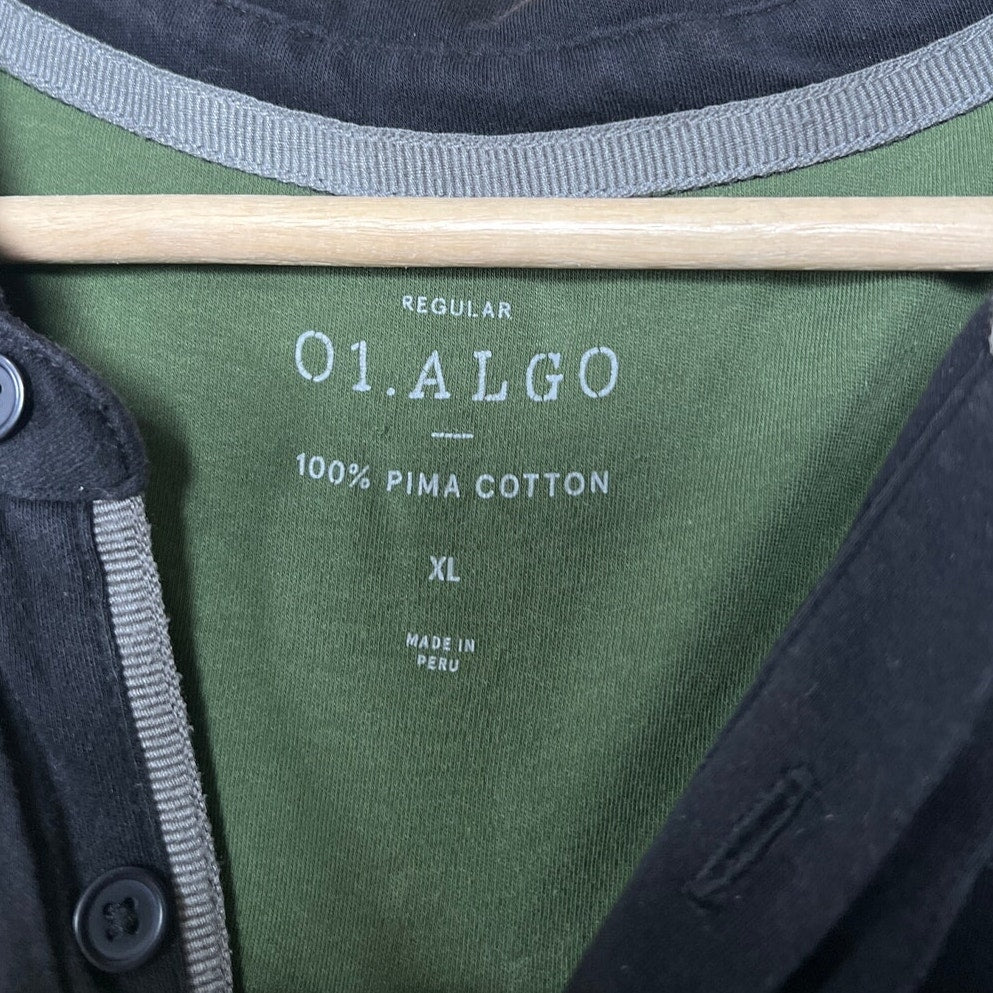 REGULAR
01.ALGO
100% PIMA COTTON
XL
MADE IN
PERU